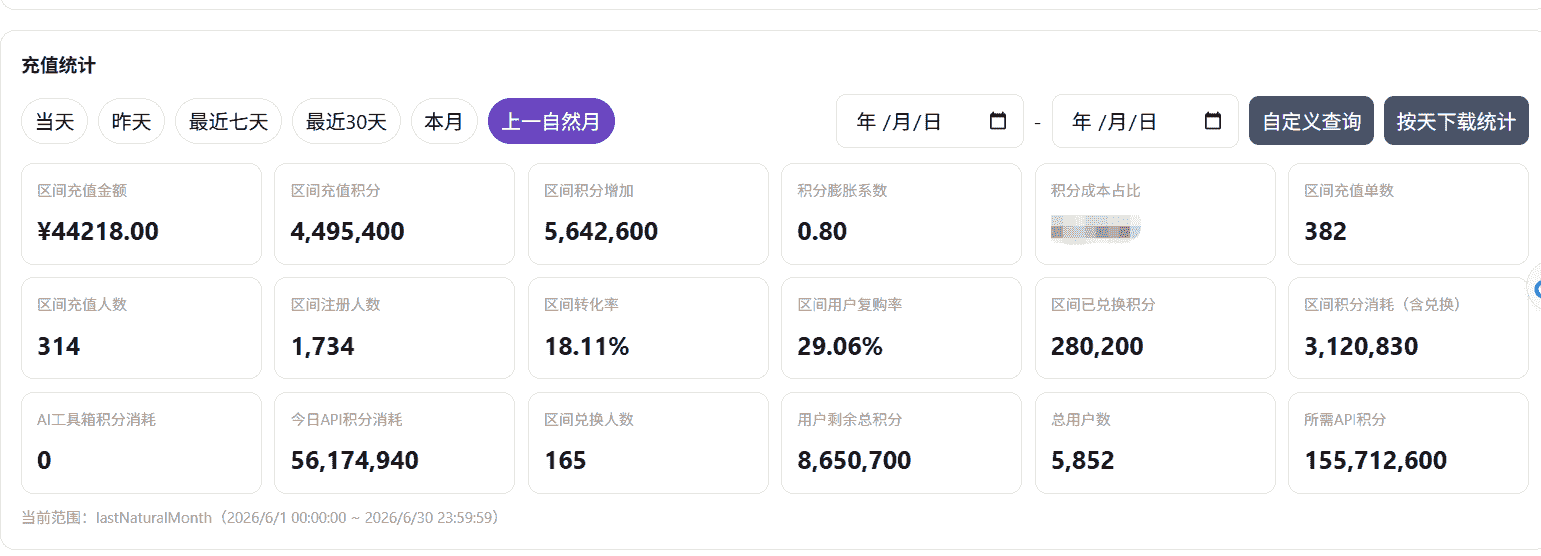 充值统计
当天 昨天 最近七天 最近30天 本月 上一自然月 年 /月/日 - 年 /月/日 自定义查询 按天下载统计
区间充值金额 区间充值积分 区间积分增加 积分膨胀系数 积分成本占比 区间充值单数
¥44218.00 4,495,400 5,642,600 0.80 382
区间充值人数 区间注册人数 区间转化率 区间用户复购率 区间已兑换积分 区间积分消耗（含兑换）
314 1,734 18.11% 29.06% 280,200 3,120,830
AI工具箱积分消耗 今日API积分消耗 区间兑换人数 用户剩余总积分 总用户数 所需API积分
0 56,174,940 165 8,650,700 5,852 155,712,600
当前范围：lastNaturalMonth（2026/6/1 00:00:00 ~ 2026/6/30 23:59:59）